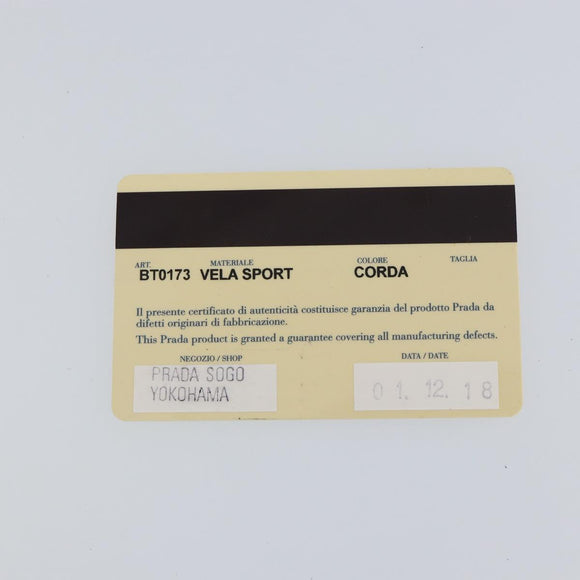 ART. MATERIALE COLORE TAGLIA
BT0173 VELA SPORT CORDA
Il presente certificato di autenticità costituisce garanzia del prodotto Prada da
difetti originari di fabbricazione.
This Prada product is granted a guarantee covering all manufacturing defects.
NEGOZIO / SHOP DATA / DATE
PRADA SOGO
YOKOHAMA
01. 12. 18